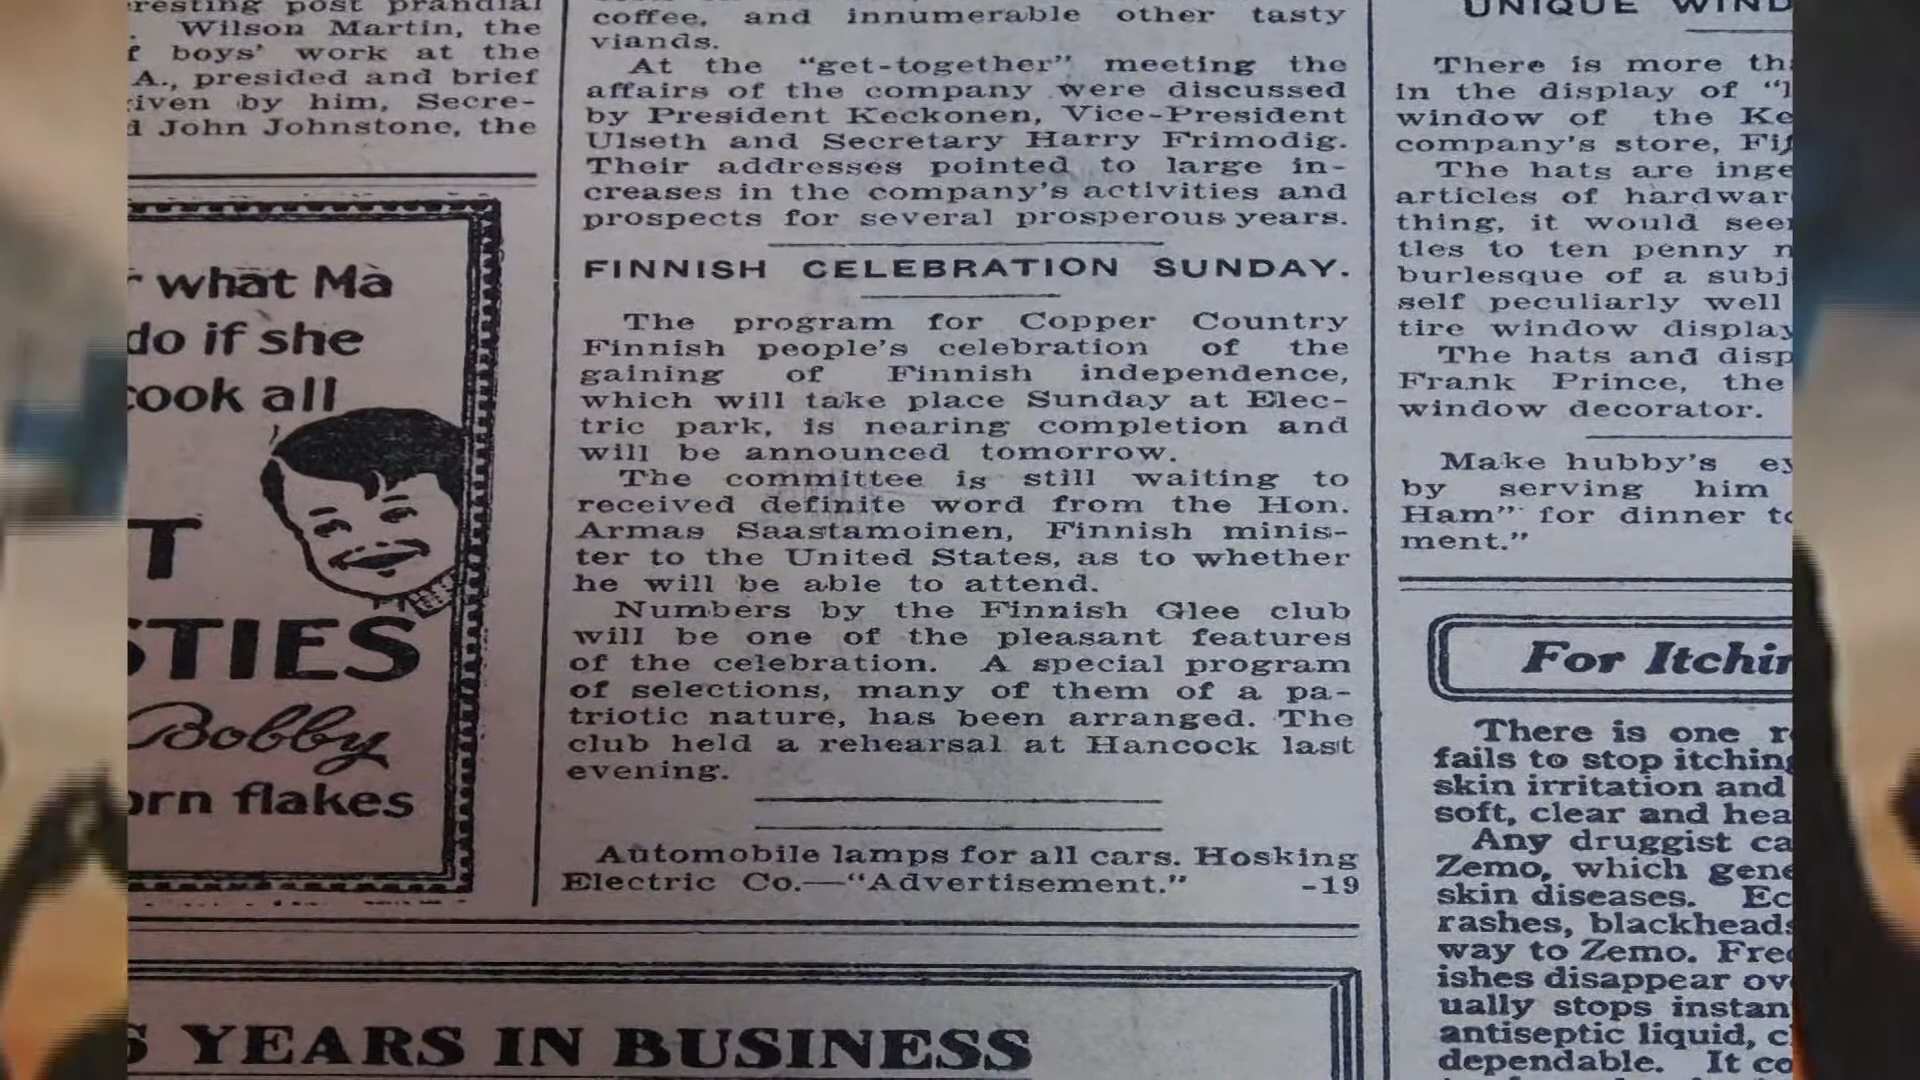 resting post prandial
Wilson Martin, the
f boys' work at the
A., presided and brief
iven by him, Secre-
d John Johnstone, the
what Ma
do if she
cook all
T
STIES
Bobby
orn flakes
coffee, and innumerable other tasty
viands.
At the "get-together" meeting the
affairs of the company were discussed
by President Keckonen, Vice-President
Ulseth and Secretary Harry Frimodig.
Their addresses pointed to large in-
creases in the company's activities and
prospects for several prosperous years.
FINNISH CELEBRATION SUNDAY.
The program for Copper Country
Finnish people's celebration of the
gaining of Finnish independence,
which will take place Sunday at Elec-
tric park, is nearing completion and
will be announced tomorrow.
The committee is still waiting to
received definite word from the Hon.
Armas Saastamoinen, Finnish minis-
ter to the United States, as to whether
he will be able to attend.
Numbers by the Finnish Glee club
will be one of the pleasant features
of the celebration. A special program
of selections, many of them of a pa-
triotic nature, has been arranged. The
club held a rehearsal at Hancock last
evening.
Automobile lamps for all cars. Hosking
Electric Co.—"Advertisement." -19
YEARS IN BUSINESS
UNIQUE WIND
There is more th
in the display of "
window of the Ke
company's store, Fif
The hats are inge
articles of hardwar
thing, it would see
tles to ten penny n
burlesque of a subj
self peculiarly well
tire window display
The hats and disp
Frank Prince, the
window decorator.
Make hubby's ey
by serving him
Ham" for dinner to
ment."
For Itchin
There is one r
fails to stop itching
skin irritation and
soft, clear and hea
Any druggist ca
Zemo, which gene
skin diseases. Ec
rashes, blackheads
way to Zemo. Fre
ishes disappear ov
ually stops instan
antiseptic liquid, c
dependable. It co